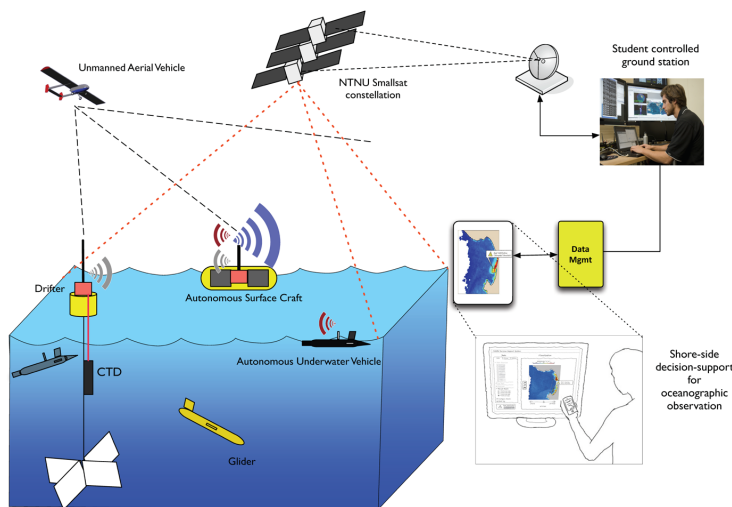 Unmanned Aerial Vehicle
NTNU Smallsat
constellation
Student controlled
ground station
Data
Mgmt
Drifter
Autonomous Surface Craft
CTD
Autonomous Underwater Vehicle
Glider
Shore-side
decision-support
for
oceanographic
observation